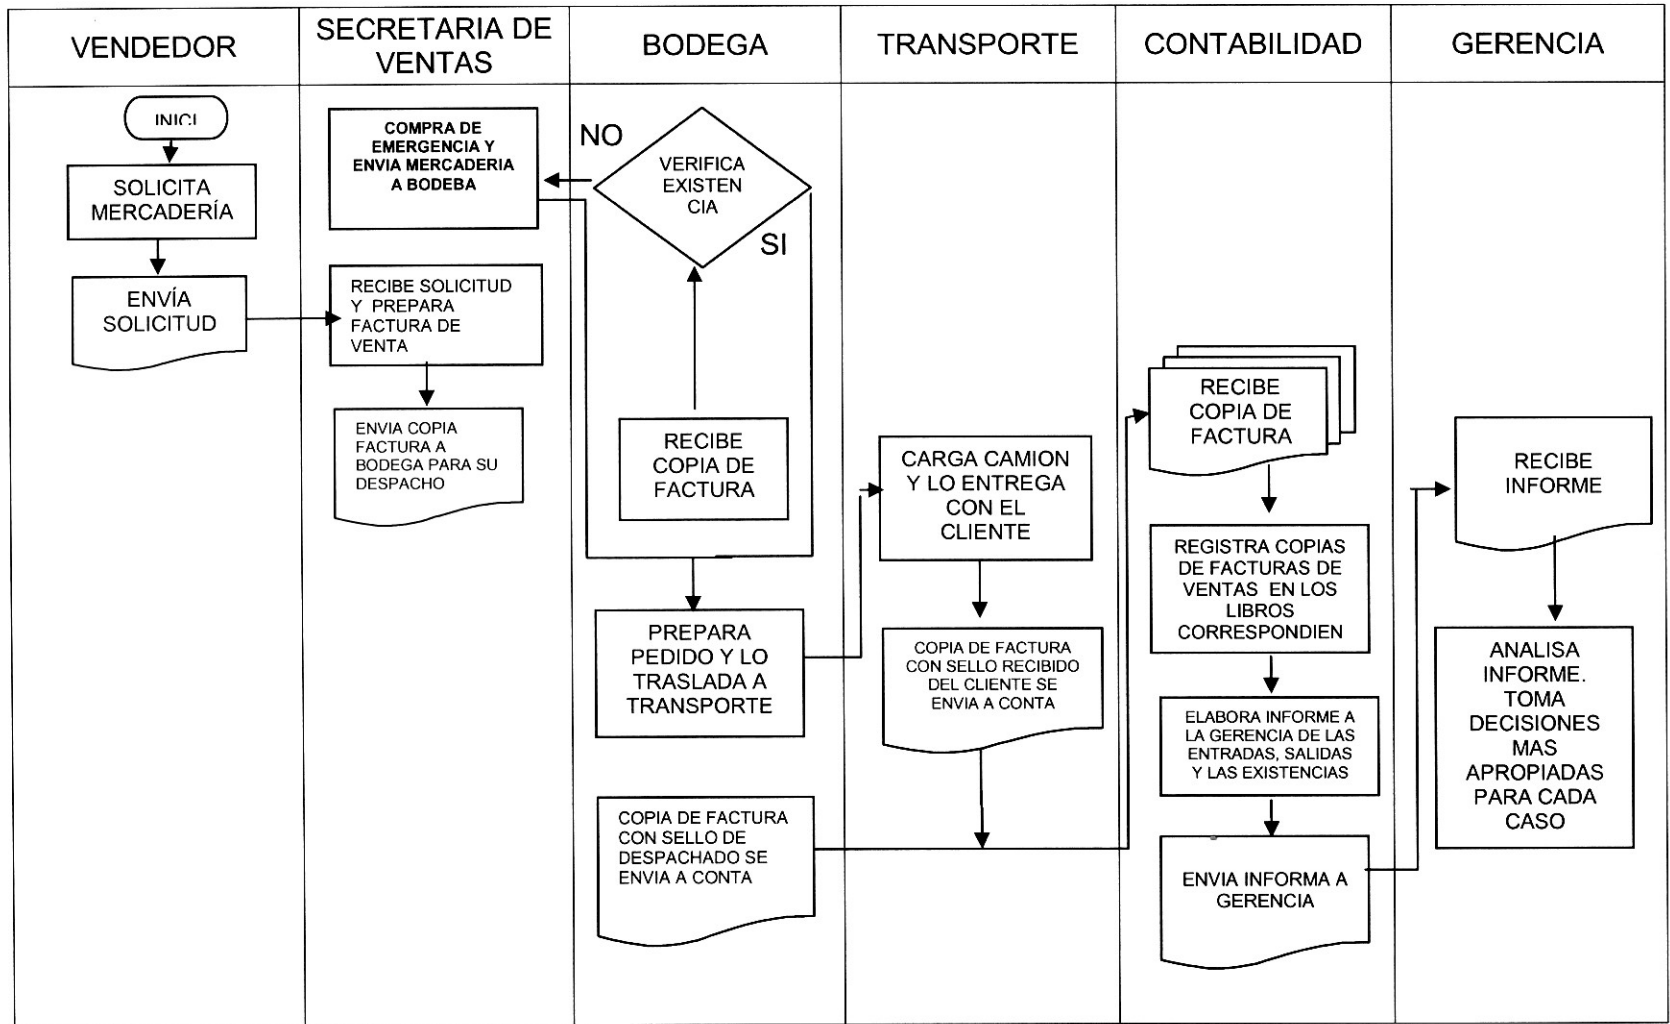 VENDEDOR
SECRETARIA DE
VENTAS
BODEGA
TRANSPORTE
CONTABILIDAD
GERENCIA
INICI
SOLICITA
MERCADERÍA
ENVÍA
SOLICITUD
COMPRA DE
EMERGENCIA Y
ENVIA MERCADERIA
A BODEBA
RECIBE SOLICITUD
Y PREPARA
FACTURA DE
VENTA
ENVIA COPIA
FACTURA A
BODEGA PARA SU
DESPACHO
NO
VERIFICA
EXISTEN
CIA
SI
RECIBE
COPIA DE
FACTURA
PREPARA
PEDIDO Y LO
TRASLADA A
TRANSPORTE
COPIA DE FACTURA
CON SELLO DE
DESPACHADO SE
ENVIA A CONTA
CARGA CAMION
Y LO ENTREGA
CON EL
CLIENTE
COPIA DE FACTURA
CON SELLO RECIBIDO
DEL CLIENTE SE
ENVIA A CONTA
RECIBE
COPIA DE
FACTURA
REGISTRA COPIAS
DE FACTURAS DE
VENTAS EN LOS
LIBROS
CORRESPONDIEN
ELABORA INFORME A
LA GERENCIA DE LAS
ENTRADAS, SALIDAS
Y LAS EXISTENCIAS
ENVIA INFORMA A
GERENCIA
RECIBE
INFORME
ANALISA
INFORME.
TOMA
DECISIONES
MAS
APROPIADAS
PARA CADA
CASO